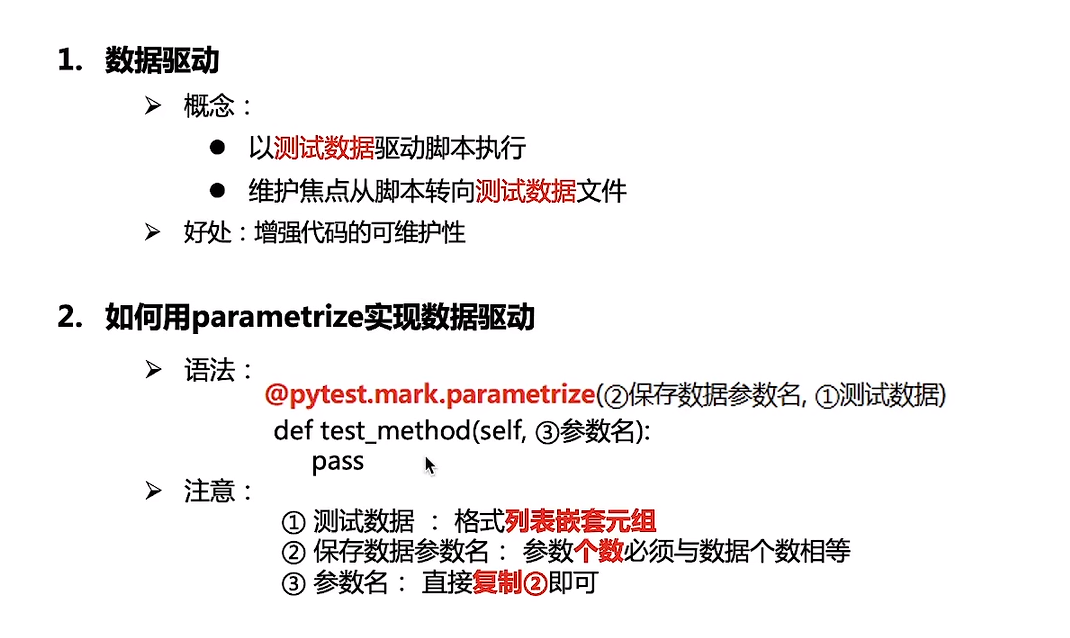 1. 数据驱动
➢ 概念：
● 以测试数据驱动脚本执行
● 维护焦点从脚本转向测试数据文件
➢ 好处：增强代码的可维护性
2. 如何用parametrize实现数据驱动
➢ 语法：
@pytest.mark.parametrize(②保存数据参数名, ①测试数据)
def test_method(self, ③参数名):
pass
➢ 注意：
① 测试数据 ： 格式列表嵌套元组
② 保存数据参数名： 参数个数必须与数据个数相等
③ 参数名： 直接复制②即可